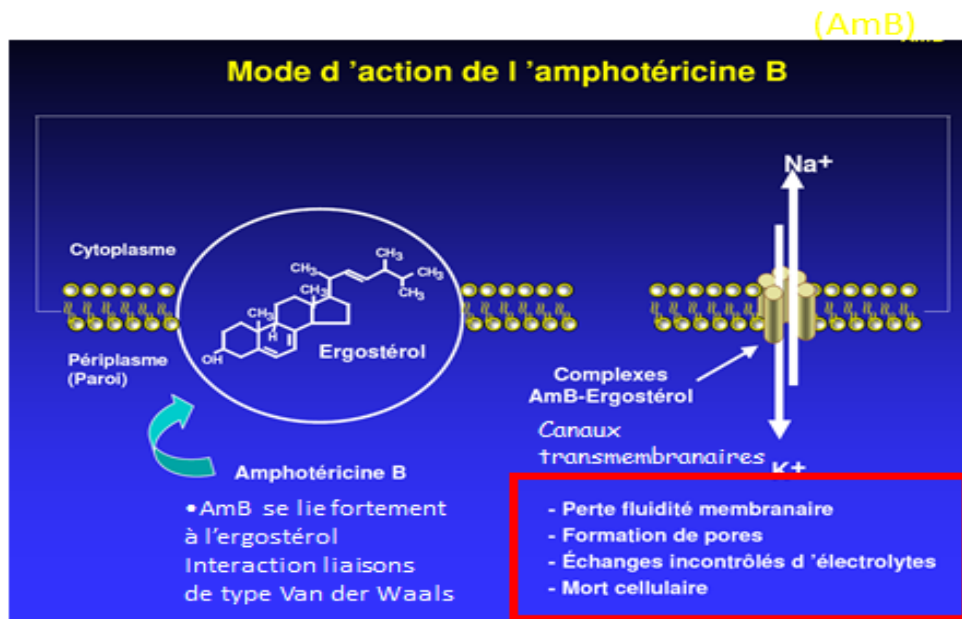 (AmB)
Mode d ’action de l ’amphotéricine B
Na+
Cytoplasme
CH₃
CH₃
CH₃
CH₃
CH₃
CH₃
H
OH
Ergostérol
Périplasme
(Paroi)
Complexes
AmB-Ergostérol
Canaux
transmembranaires
K+
Amphotéricine B
•AmB se lie fortement
à l’ergostérol
Interaction liaisons
de type Van der Waals
- Perte fluidité membranaire
- Formation de pores
- Échanges incontrôlés d ’électrolytes
- Mort cellulaire